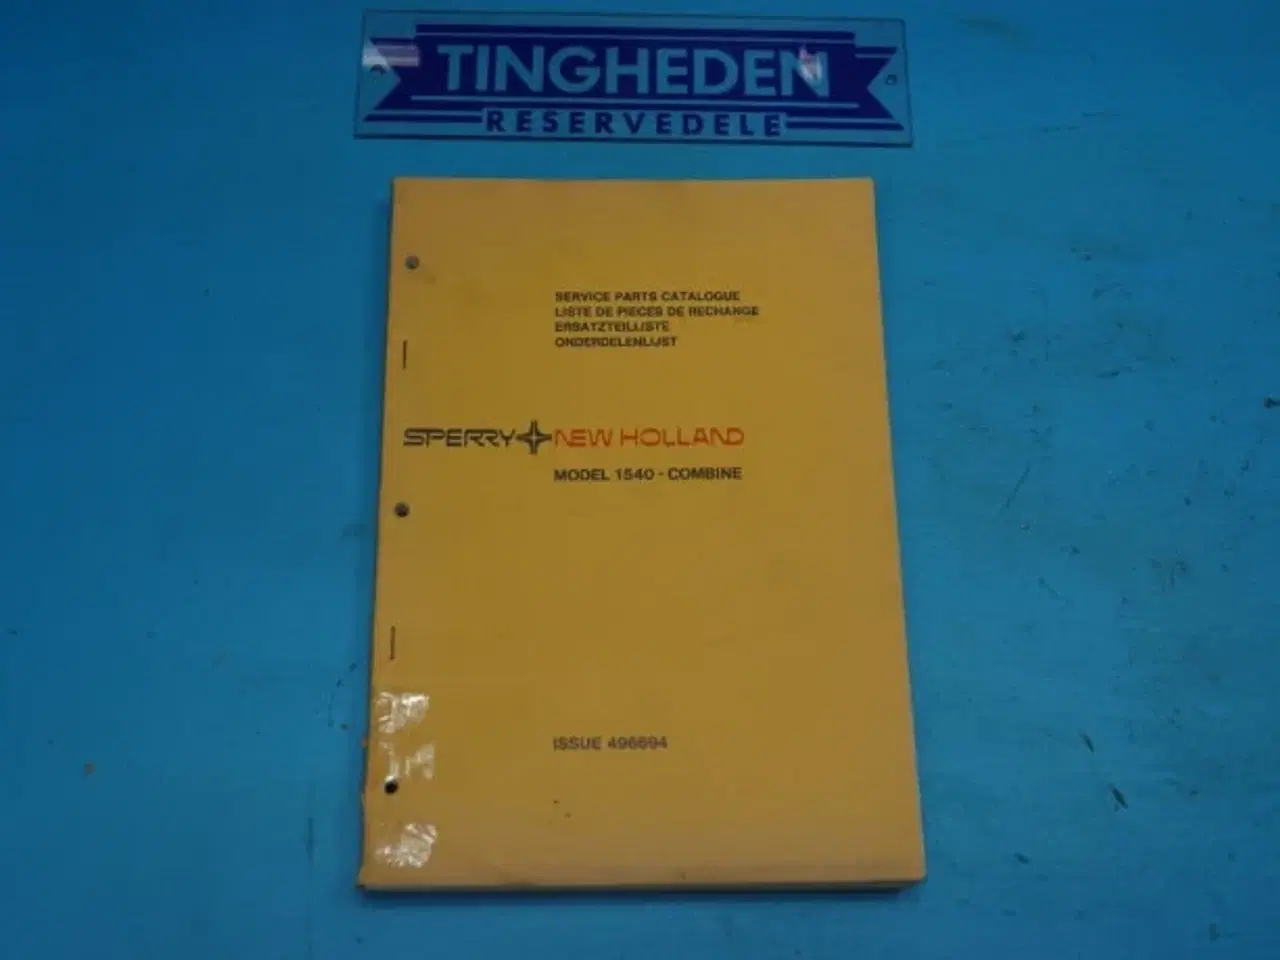 TINGHEDEN
RESERVEDELE
SERVICE PARTS CATALOGUE
LISTE DE PIECES DE RECHANGE
ERSATZTEILLISTE
ONDERDELENLIJST
SPERRY NEW HOLLAND
MODEL 1540 - COMBINE
ISSUE 496694